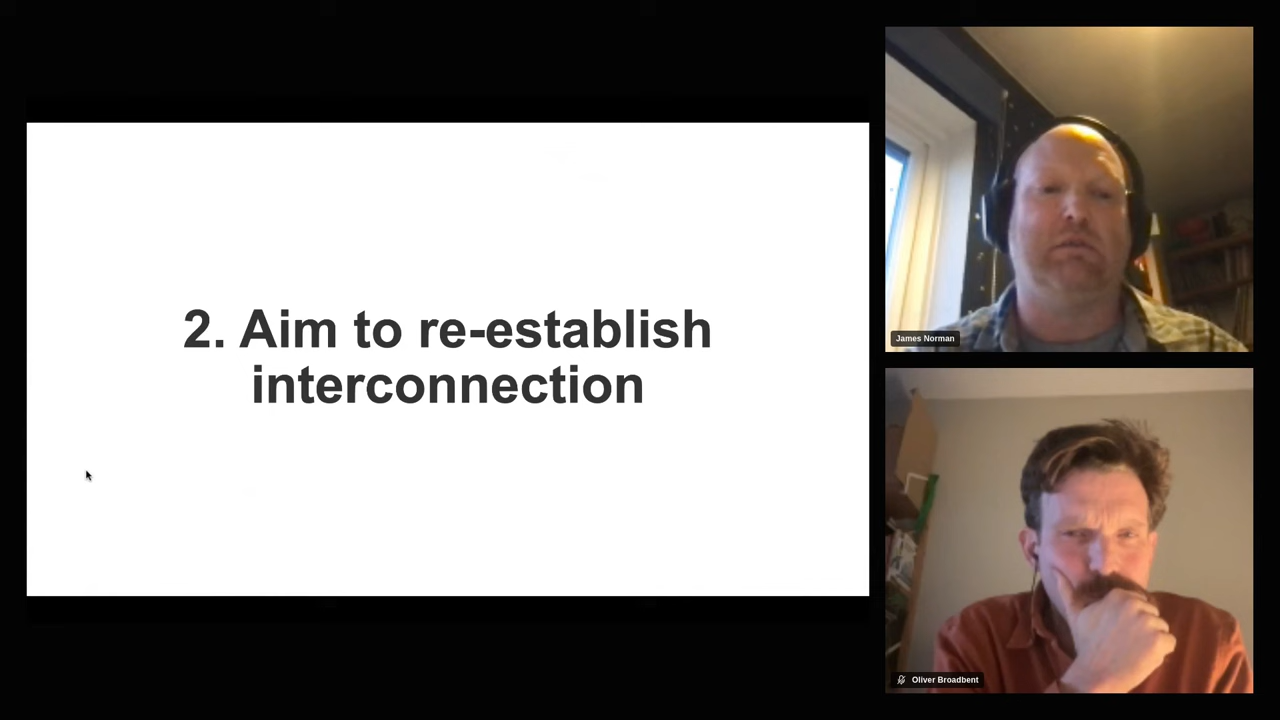 2. Aim to re-establish
interconnection
James Norman
Oliver Broadbent